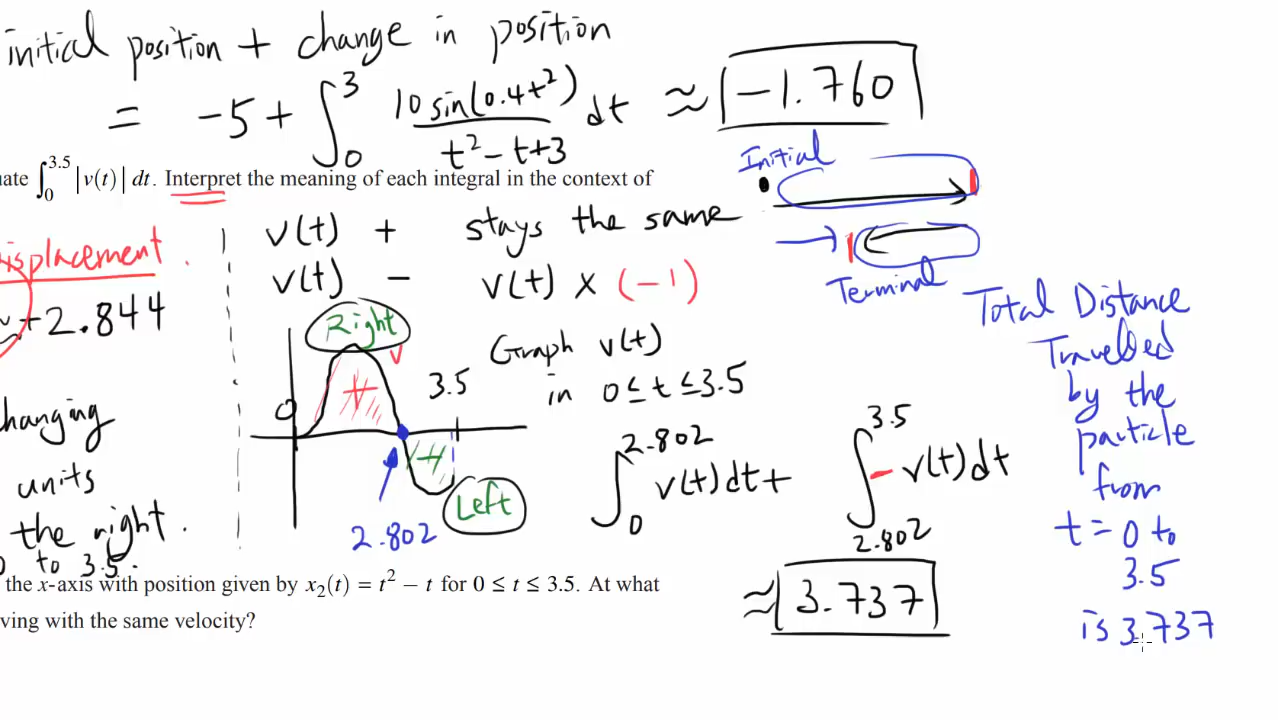 initial position + change in position
= -5 + ∫₀³ 10 sin(0.4t²) / (t² - t + 3) dt ≈ -1.760
uate ∫₀^3.5 |v(t)| dt. Interpret the meaning of each integral in the context of
isplacement.
≈ +2.844
hanging
units
the right.
0 to 3.5.
v(t) + stays the same
v(t) - v(t) × (-1)
Right
+
v
3.5
0
+
Left
2.802
Graph v(t)
in 0 ≤ t ≤ 3.5
∫₀^2.802 v(t)dt + ∫_2.802^3.5 -v(t)dt
≈ 3.737
Initial
Terminal
Total Distance
Travelled
by the
particle
from
t = 0 to
3.5
is 3.737
the x-axis with position given by x₂(t) = t² − t for 0 ≤ t ≤ 3.5. At what
ving with the same velocity?